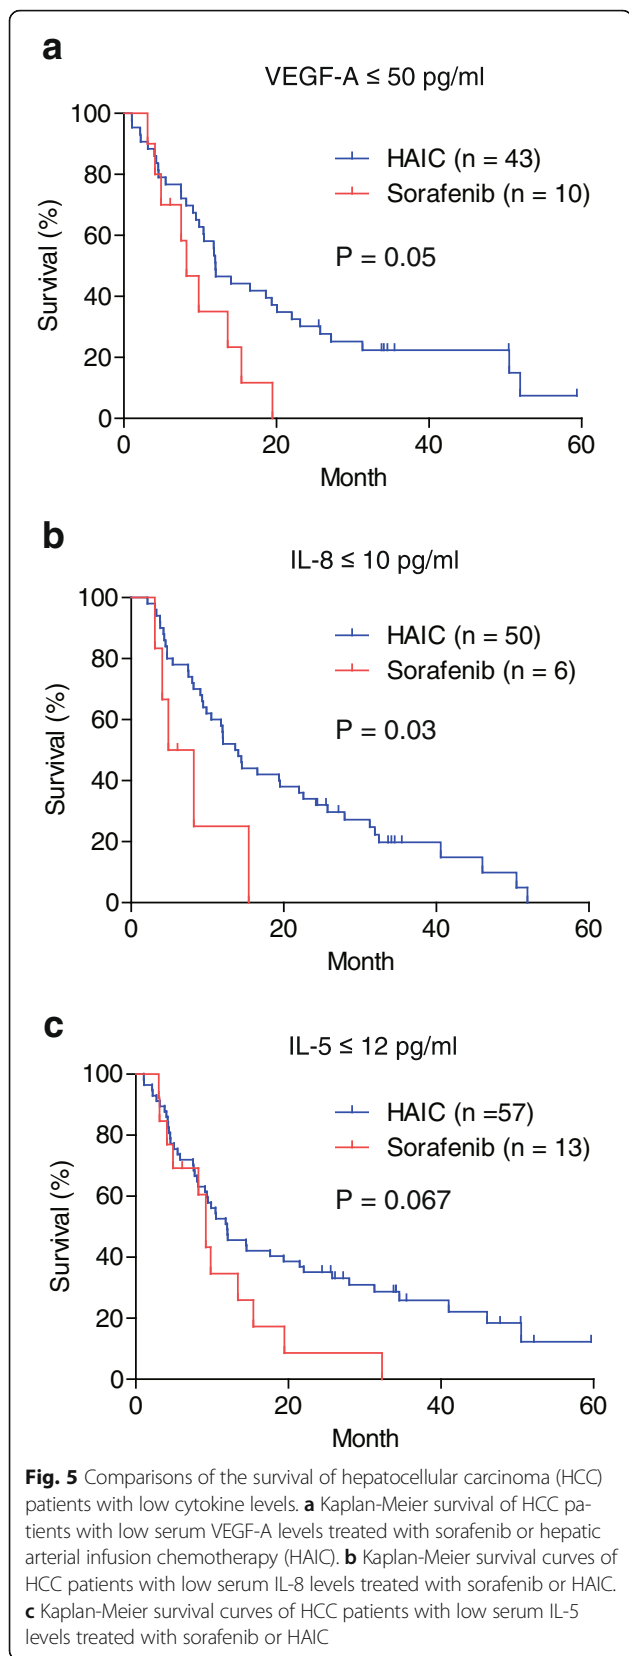 a
VEGF-A ≤ 50 pg/ml
100
80
60
40
20
0
Survival (%)
HAIC (n = 43)
Sorafenib (n = 10)
P = 0.05
0 20 40 60
Month
b
IL-8 ≤ 10 pg/ml
100
80
60
40
20
0
Survival (%)
HAIC (n = 50)
Sorafenib (n = 6)
P = 0.03
0 20 40 60
Month
c
IL-5 ≤ 12 pg/ml
100
80
60
40
20
0
Survival (%)
HAIC (n =57)
Sorafenib (n = 13)
P = 0.067
0 20 40 60
Month
Fig. 5 Comparisons of the survival of hepatocellular carcinoma (HCC)
patients with low cytokine levels. a Kaplan-Meier survival of HCC pa-
tients with low serum VEGF-A levels treated with sorafenib or hepatic
arterial infusion chemotherapy (HAIC). b Kaplan-Meier survival curves of
HCC patients with low serum IL-8 levels treated with sorafenib or HAIC.
c Kaplan-Meier survival curves of HCC patients with low serum IL-5
levels treated with sorafenib or HAIC